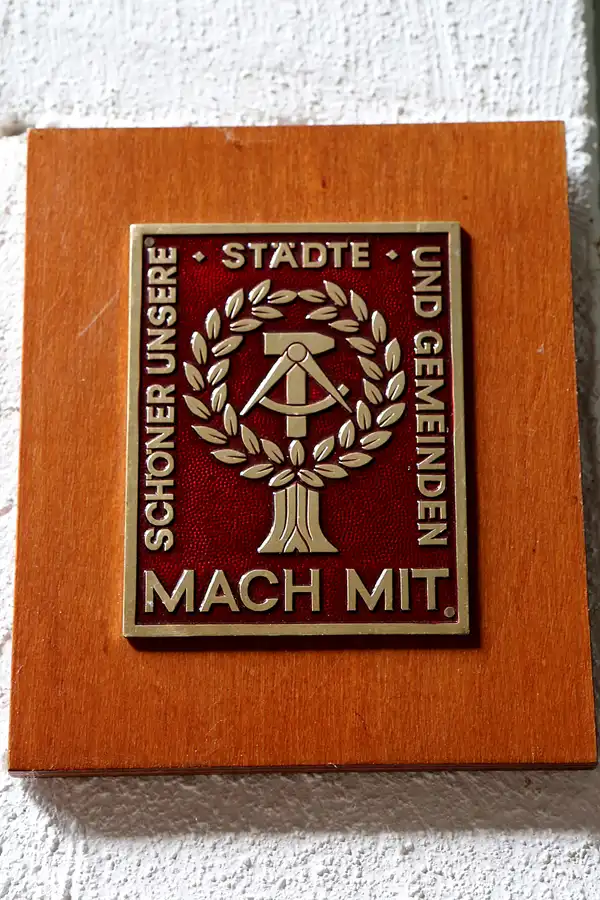 SCHÖNER UNSERE
· STÄDTE ·
UND GEMEINDEN
MACH MIT